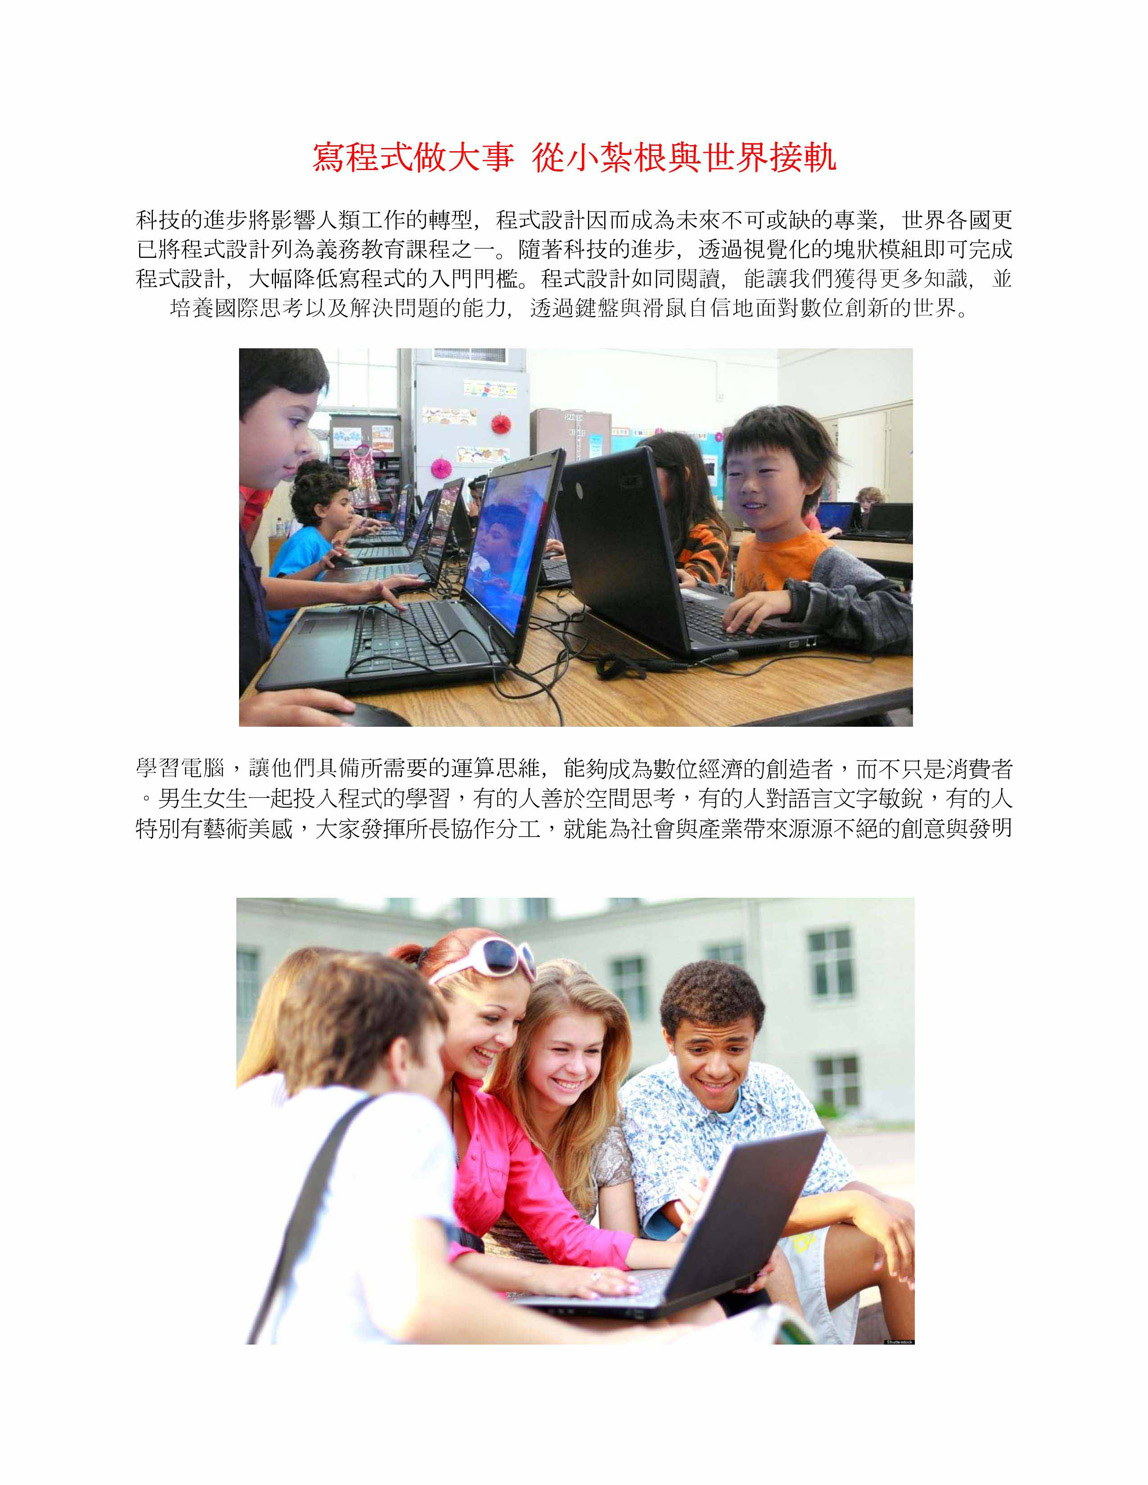 寫程式做大事 從小紮根與世界接軌
科技的進步將影響人類工作的轉型, 程式設計因而成為未來不可或缺的專業, 世界各國更
已將程式設計列為義務教育課程之一。隨著科技的進步, 透過視覺化的塊狀模組即可完成
程式設計, 大幅降低寫程式的入門門檻。程式設計如同閱讀, 能讓我們獲得更多知識, 並
培養國際思考以及解決問題的能力, 透過鍵盤與滑鼠自信地面對數位創新的世界。
學習電腦，讓他們具備所需要的運算思維, 能夠成為數位經濟的創造者，而不只是消費者
。男生女生一起投入程式的學習，有的人善於空間思考，有的人對語言文字敏銳，有的人
特別有藝術美感，大家發揮所長協作分工，就能為社會與產業帶來源源不絕的創意與發明